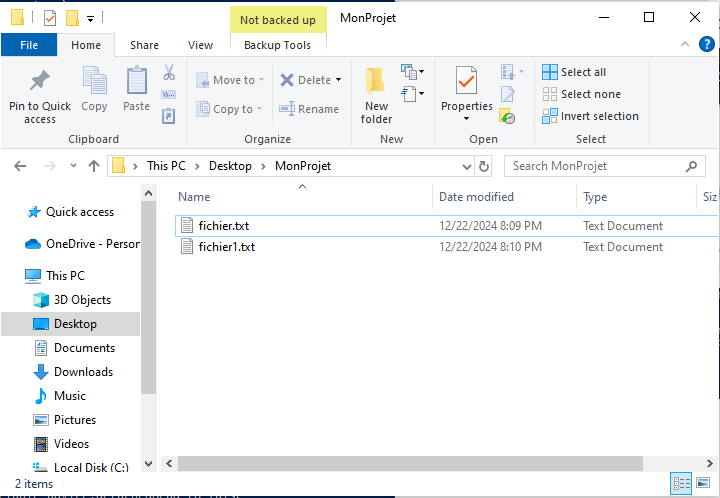 Not backed up MonProjet
File Home Share View Backup Tools
Pin to Quick access
Copy
Paste
Clipboard
Move to
Copy to
Delete
Rename
Organize
New folder
New
Properties
Open
Select all
Select none
Invert selection
Select
This PC > Desktop > MonProjet
Search MonProjet
Name Date modified Type Siz
fichier.txt 12/22/2024 8:09 PM Text Document
fichier1.txt 12/22/2024 8:10 PM Text Document
Quick access
OneDrive - Person
This PC
3D Objects
Desktop
Documents
Downloads
Music
Pictures
Videos
Local Disk (C:)
2 items